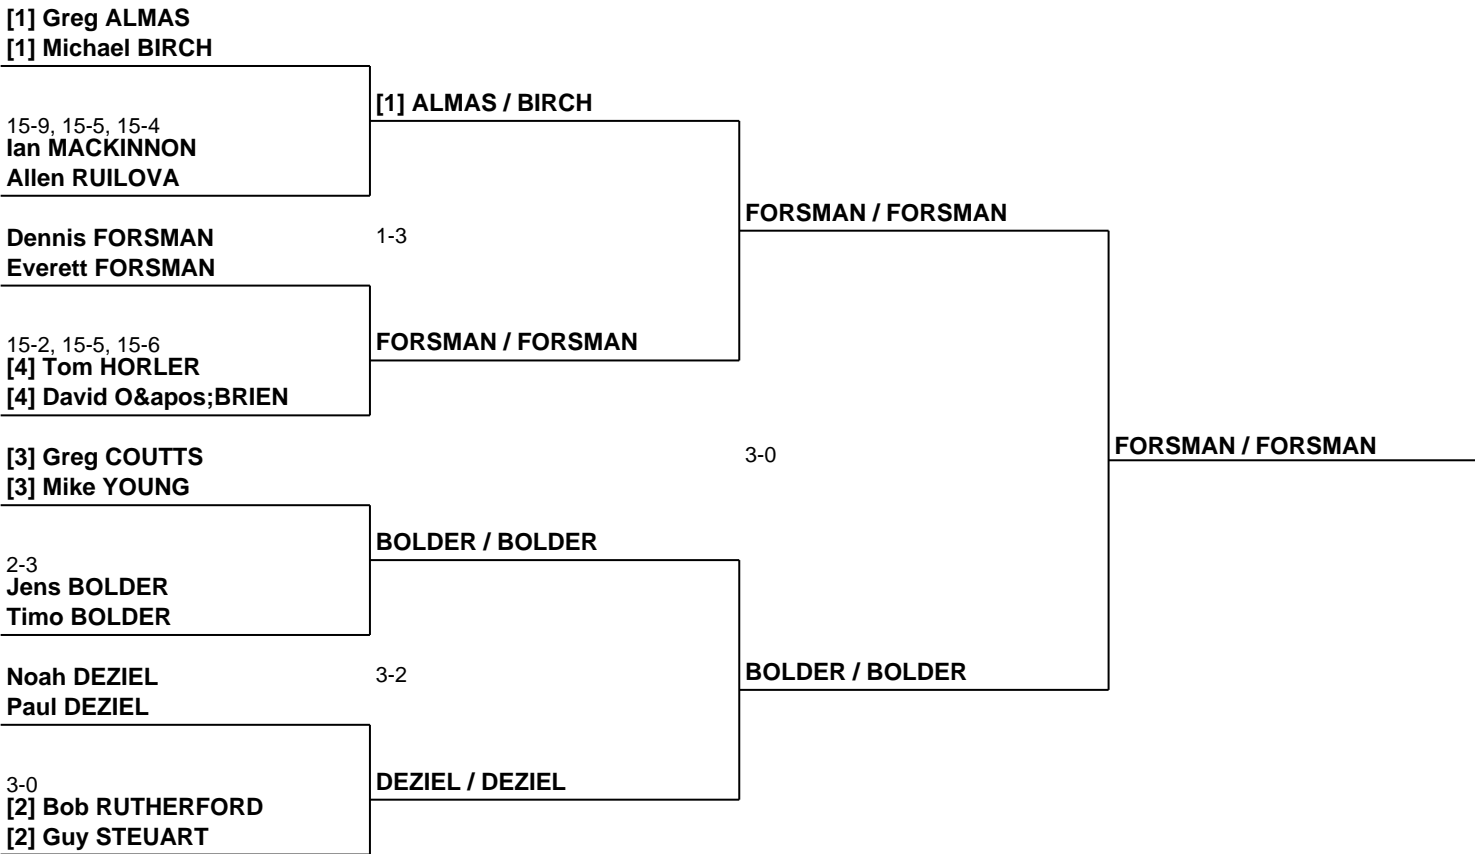 [1] Greg ALMAS
[1] Michael BIRCH
[1] ALMAS / BIRCH
15-9, 15-5, 15-4
Ian MACKINNON
Allen RUILOVA
FORSMAN / FORSMAN
Dennis FORSMAN
1-3
Everett FORSMAN
15-2, 15-5, 15-6
FORSMAN / FORSMAN
[4] Tom HORLER
[4] David O&apos;BRIEN
[3] Greg COUTTS
3-0
FORSMAN / FORSMAN
[3] Mike YOUNG
BOLDER / BOLDER
2-3
Jens BOLDER
Timo BOLDER
Noah DEZIEL
3-2
BOLDER / BOLDER
Paul DEZIEL
3-0
DEZIEL / DEZIEL
[2] Bob RUTHERFORD
[2] Guy STEUART